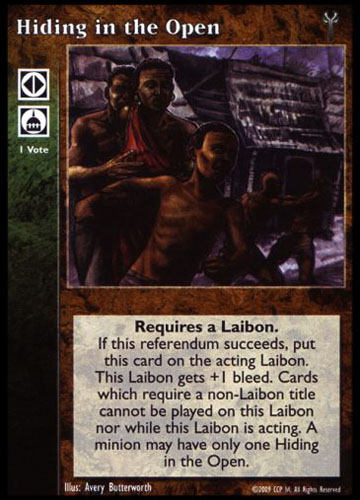 Hiding in the Open
1 Vote
Requires a Laibon.
If this referendum succeeds, put
this card on the acting Laibon.
This Laibon gets +1 bleed. Cards
which require a non-Laibon title
cannot be played on this Laibon
nor while this Laibon is acting. A
minion may have only one Hiding
in the Open.
Illus: Avery Butterworth
©2009 CCP hf. All Rights Reserved.